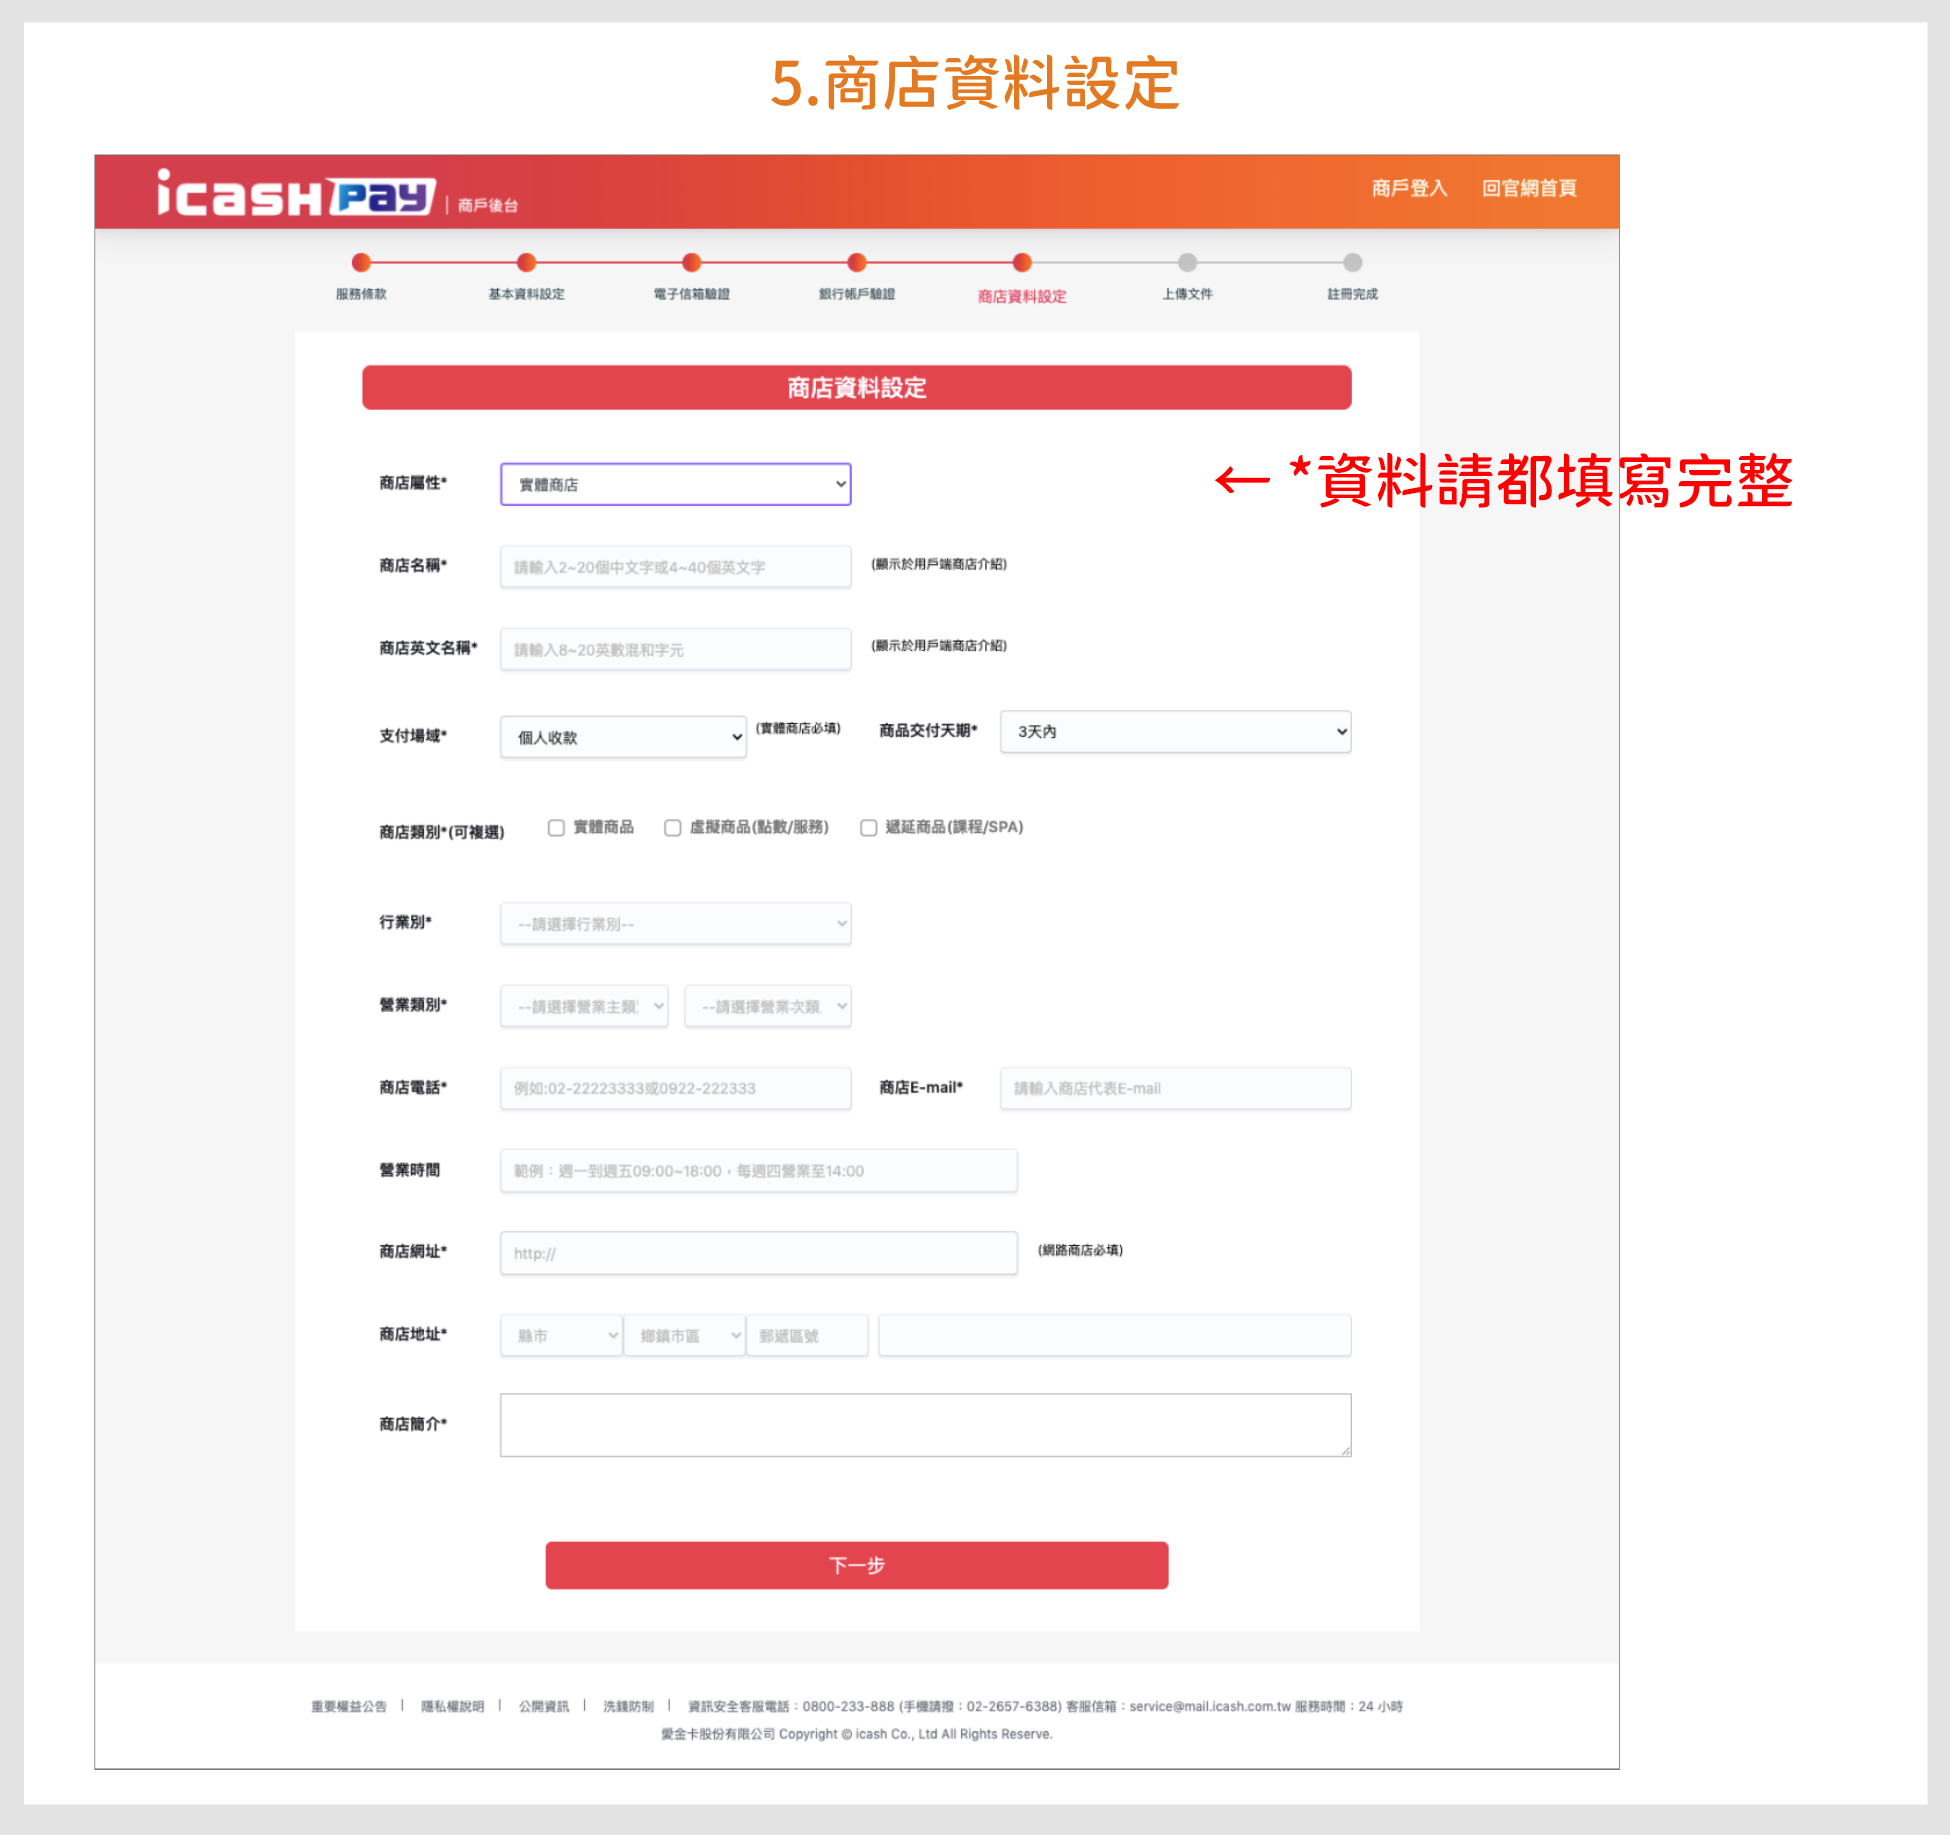 5.商店資料設定
icash Pay | 商戶後台
商戶登入 回官網首頁
服務條款 基本資料設定 電子信箱驗證 銀行帳戶驗證 商店資料設定 上傳文件 註冊完成
商店資料設定
商店屬性* 實體商店
← *資料請都填寫完整
商店名稱* 請輸入2~20個中文字或4~40個英文字 (顯示於用戶端商店介紹)
商店英文名稱* 請輸入8~20英數混和字元 (顯示於用戶端商店介紹)
支付場域* 個人收款 (實體商店必填) 商品交付天期* 3天內
商店類別*(可複選) 實體商品 虛擬商品(點數/服務) 遞延商品(課程/SPA)
行業別* --請選擇行業別--
營業類別* --請選擇營業主類 --請選擇營業次類
商店電話* 例如:02-22223333或0922-222333 商店E-mail* 請輸入商店代表E-mail
營業時間 範例：週一到週五09:00~18:00，每週四營業至14:00
商店網址* http:// (網路商店必填)
商店地址* 縣市 鄉鎮市區 郵遞區號
商店簡介*
下一步
重要權益公告 | 隱私權說明 | 公開資訊 | 洗錢防制 | 資訊安全客服電話：0800-233-888 (手機請撥：02-2657-6388) 客服信箱：service@mail.icash.com.tw 服務時間：24 小時
愛金卡股份有限公司 Copyright © icash Co., Ltd All Rights Reserve.